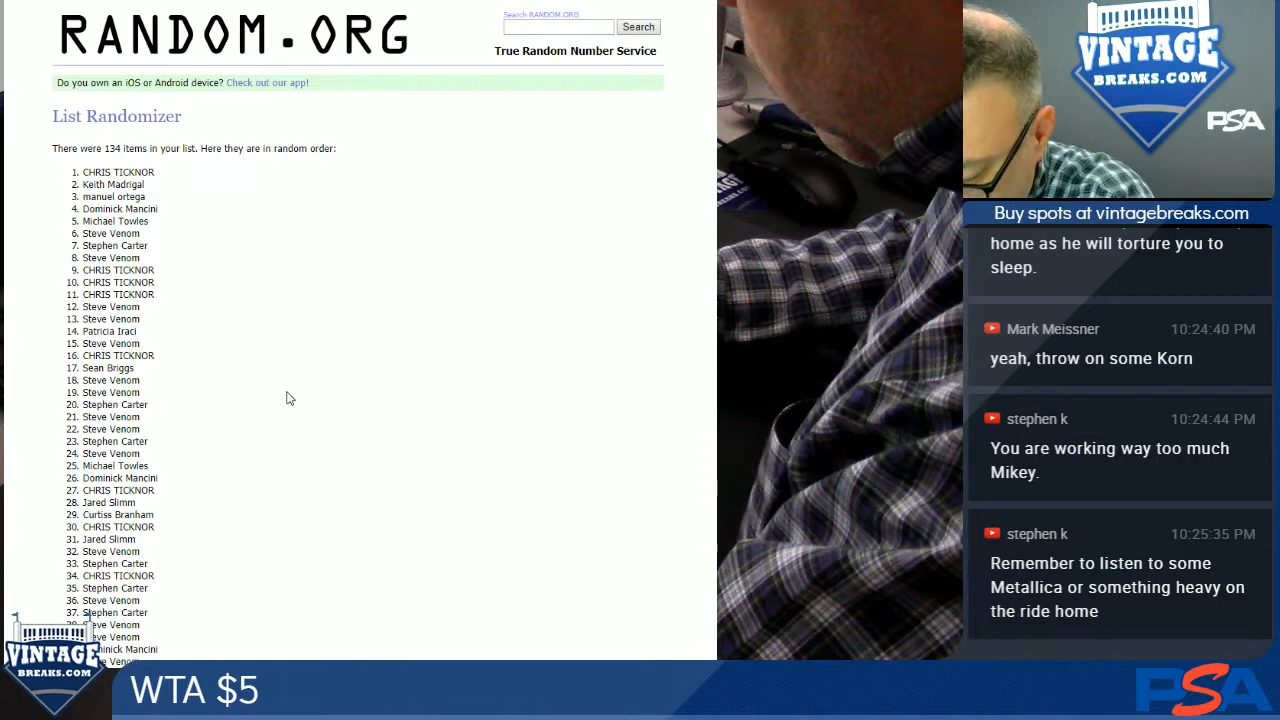 RANDOM.ORG
Search RANDOM.ORG
Search
True Random Number Service
Do you own an iOS or Android device? Check out our app!
List Randomizer
There were 134 items in your list. Here they are in random order:
1. CHRIS TICKNOR
2. Keith Madrigal
3. manuel ortega
4. Dominick Mancini
5. Michael Towles
6. Steve Venom
7. Stephen Carter
8. Steve Venom
9. CHRIS TICKNOR
10. CHRIS TICKNOR
11. CHRIS TICKNOR
12. Steve Venom
13. Steve Venom
14. Patricia Iraci
15. Steve Venom
16. CHRIS TICKNOR
17. Sean Briggs
18. Steve Venom
19. Steve Venom
20. Stephen Carter
21. Steve Venom
22. Steve Venom
23. Stephen Carter
24. Steve Venom
25. Michael Towles
26. Dominick Mancini
27. CHRIS TICKNOR
28. Jared Slimm
29. Curtiss Branham
30. CHRIS TICKNOR
31. Jared Slimm
32. Steve Venom
33. Stephen Carter
34. CHRIS TICKNOR
35. Stephen Carter
36. Steve Venom
37. Stephen Carter
Venom
Venom
Mancini
Venom
VINTAGE
BREAKS.COM
PSA
Buy spots at vintagebreaks.com
home as he will torture you to
sleep.
Mark Meissner 10:24:40 PM
yeah, throw on some Korn
stephen k 10:24:44 PM
You are working way too much
Mikey.
stephen k 10:25:35 PM
Remember to listen to some
Metallica or something heavy on
the ride home
VINTAGE
BREAKS.COM
WTA $5
PSA